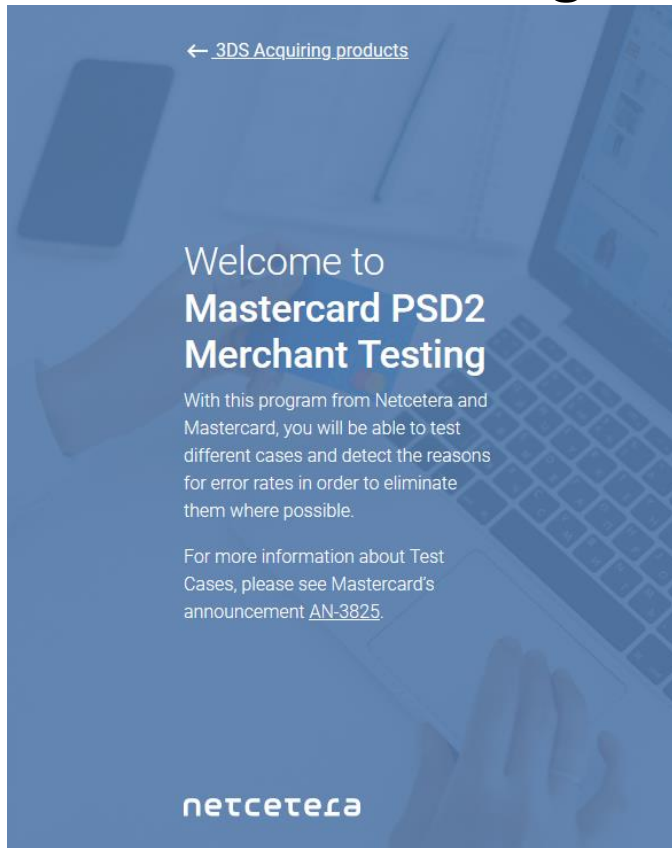 ← 3DS Acquiring products
Welcome to
Mastercard PSD2
Merchant Testing
With this program from Netcetera and
Mastercard, you will be able to test
different cases and detect the reasons
for error rates in order to eliminate
them where possible.
For more information about Test
Cases, please see Mastercard's
announcement AN-3825.
netcetera